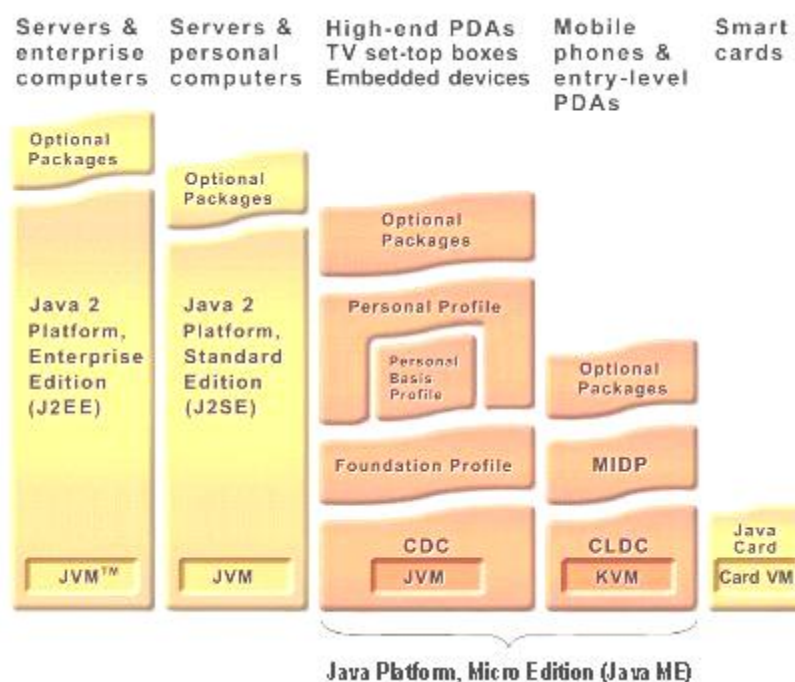 Servers &
enterprise
computers
Servers &
personal
computers
High-end PDAs
TV set-top boxes
Embedded devices
Mobile
phones &
entry-level
PDAs
Smart
cards
Optional
Packages
Java 2
Platform,
Enterprise
Edition
(J2EE)
JVM™
Optional
Packages
Java 2
Platform,
Standard
Edition
(J2SE)
JVM
Optional
Packages
Personal Profile
Personal
Basis
Profile
Foundation Profile
CDC
JVM
Optional
Packages
MIDP
CLDC
KVM
Java
Card
Card VM
Java Platform, Micro Edition (Java ME)